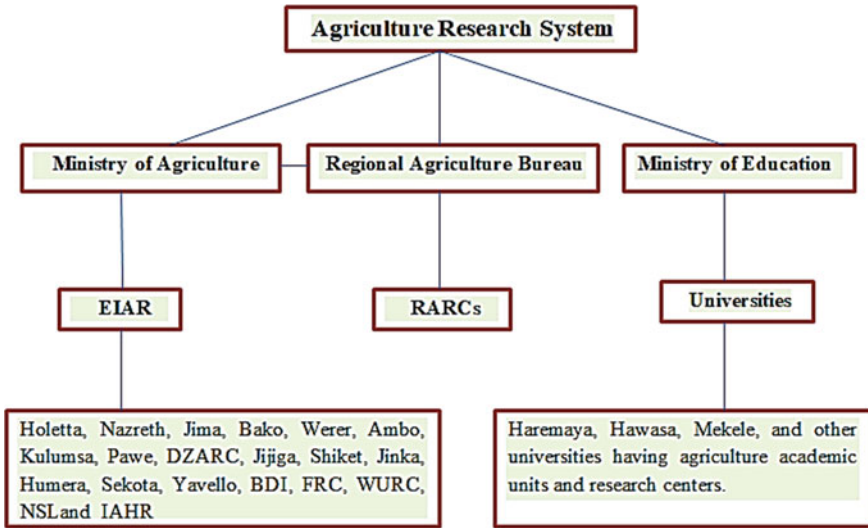 Agriculture Research System
Ministry of Agriculture
Regional Agriculture Bureau
Ministry of Education
EIAR
RARCs
Universities
Holetta, Nazreth, Jima, Bako, Werer, Ambo,
Kulumsa, Pawe, DZARC, Jijiga, Shiket, Jinka,
Humera, Sekota, Yavello, BDI, FRC, WURC,
NSLand IAHR
Haremaya, Hawasa, Mekele, and other
universities having agriculture academic
units and research centers.